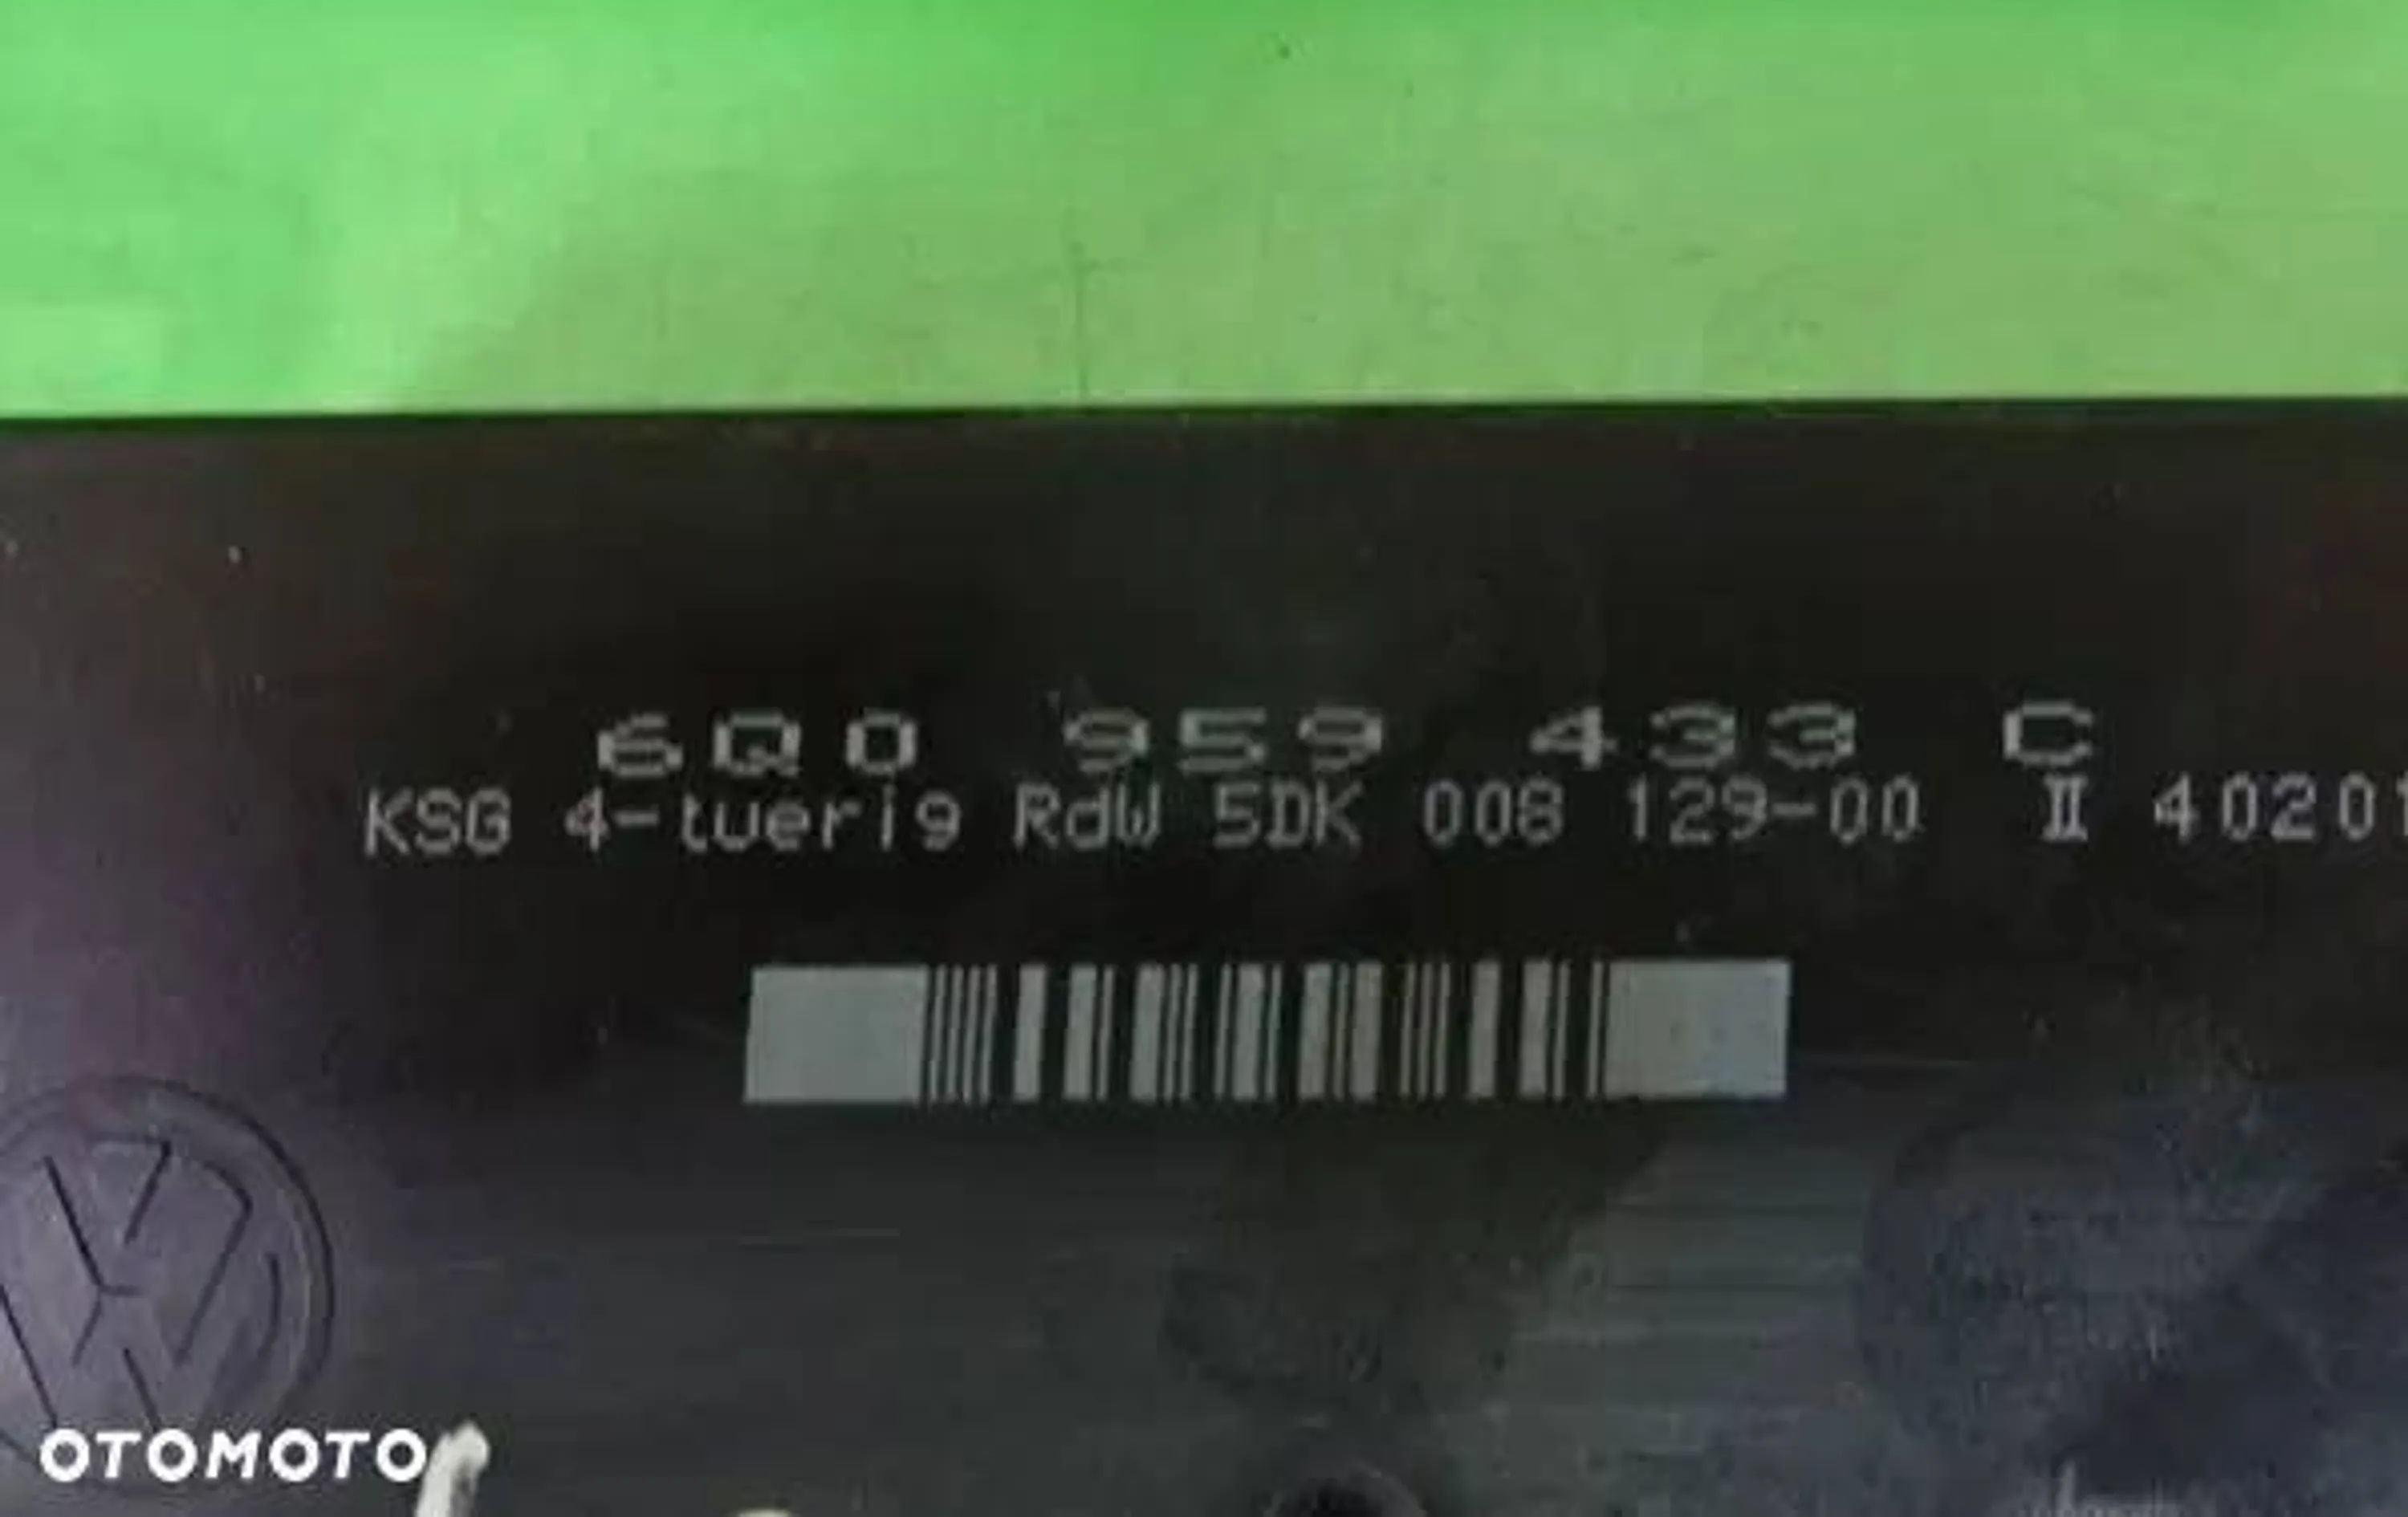 6Q0 959 433 C
KSG 4-tuerig RdW 5DK 008 129-00 II 40201
OTOMOTO